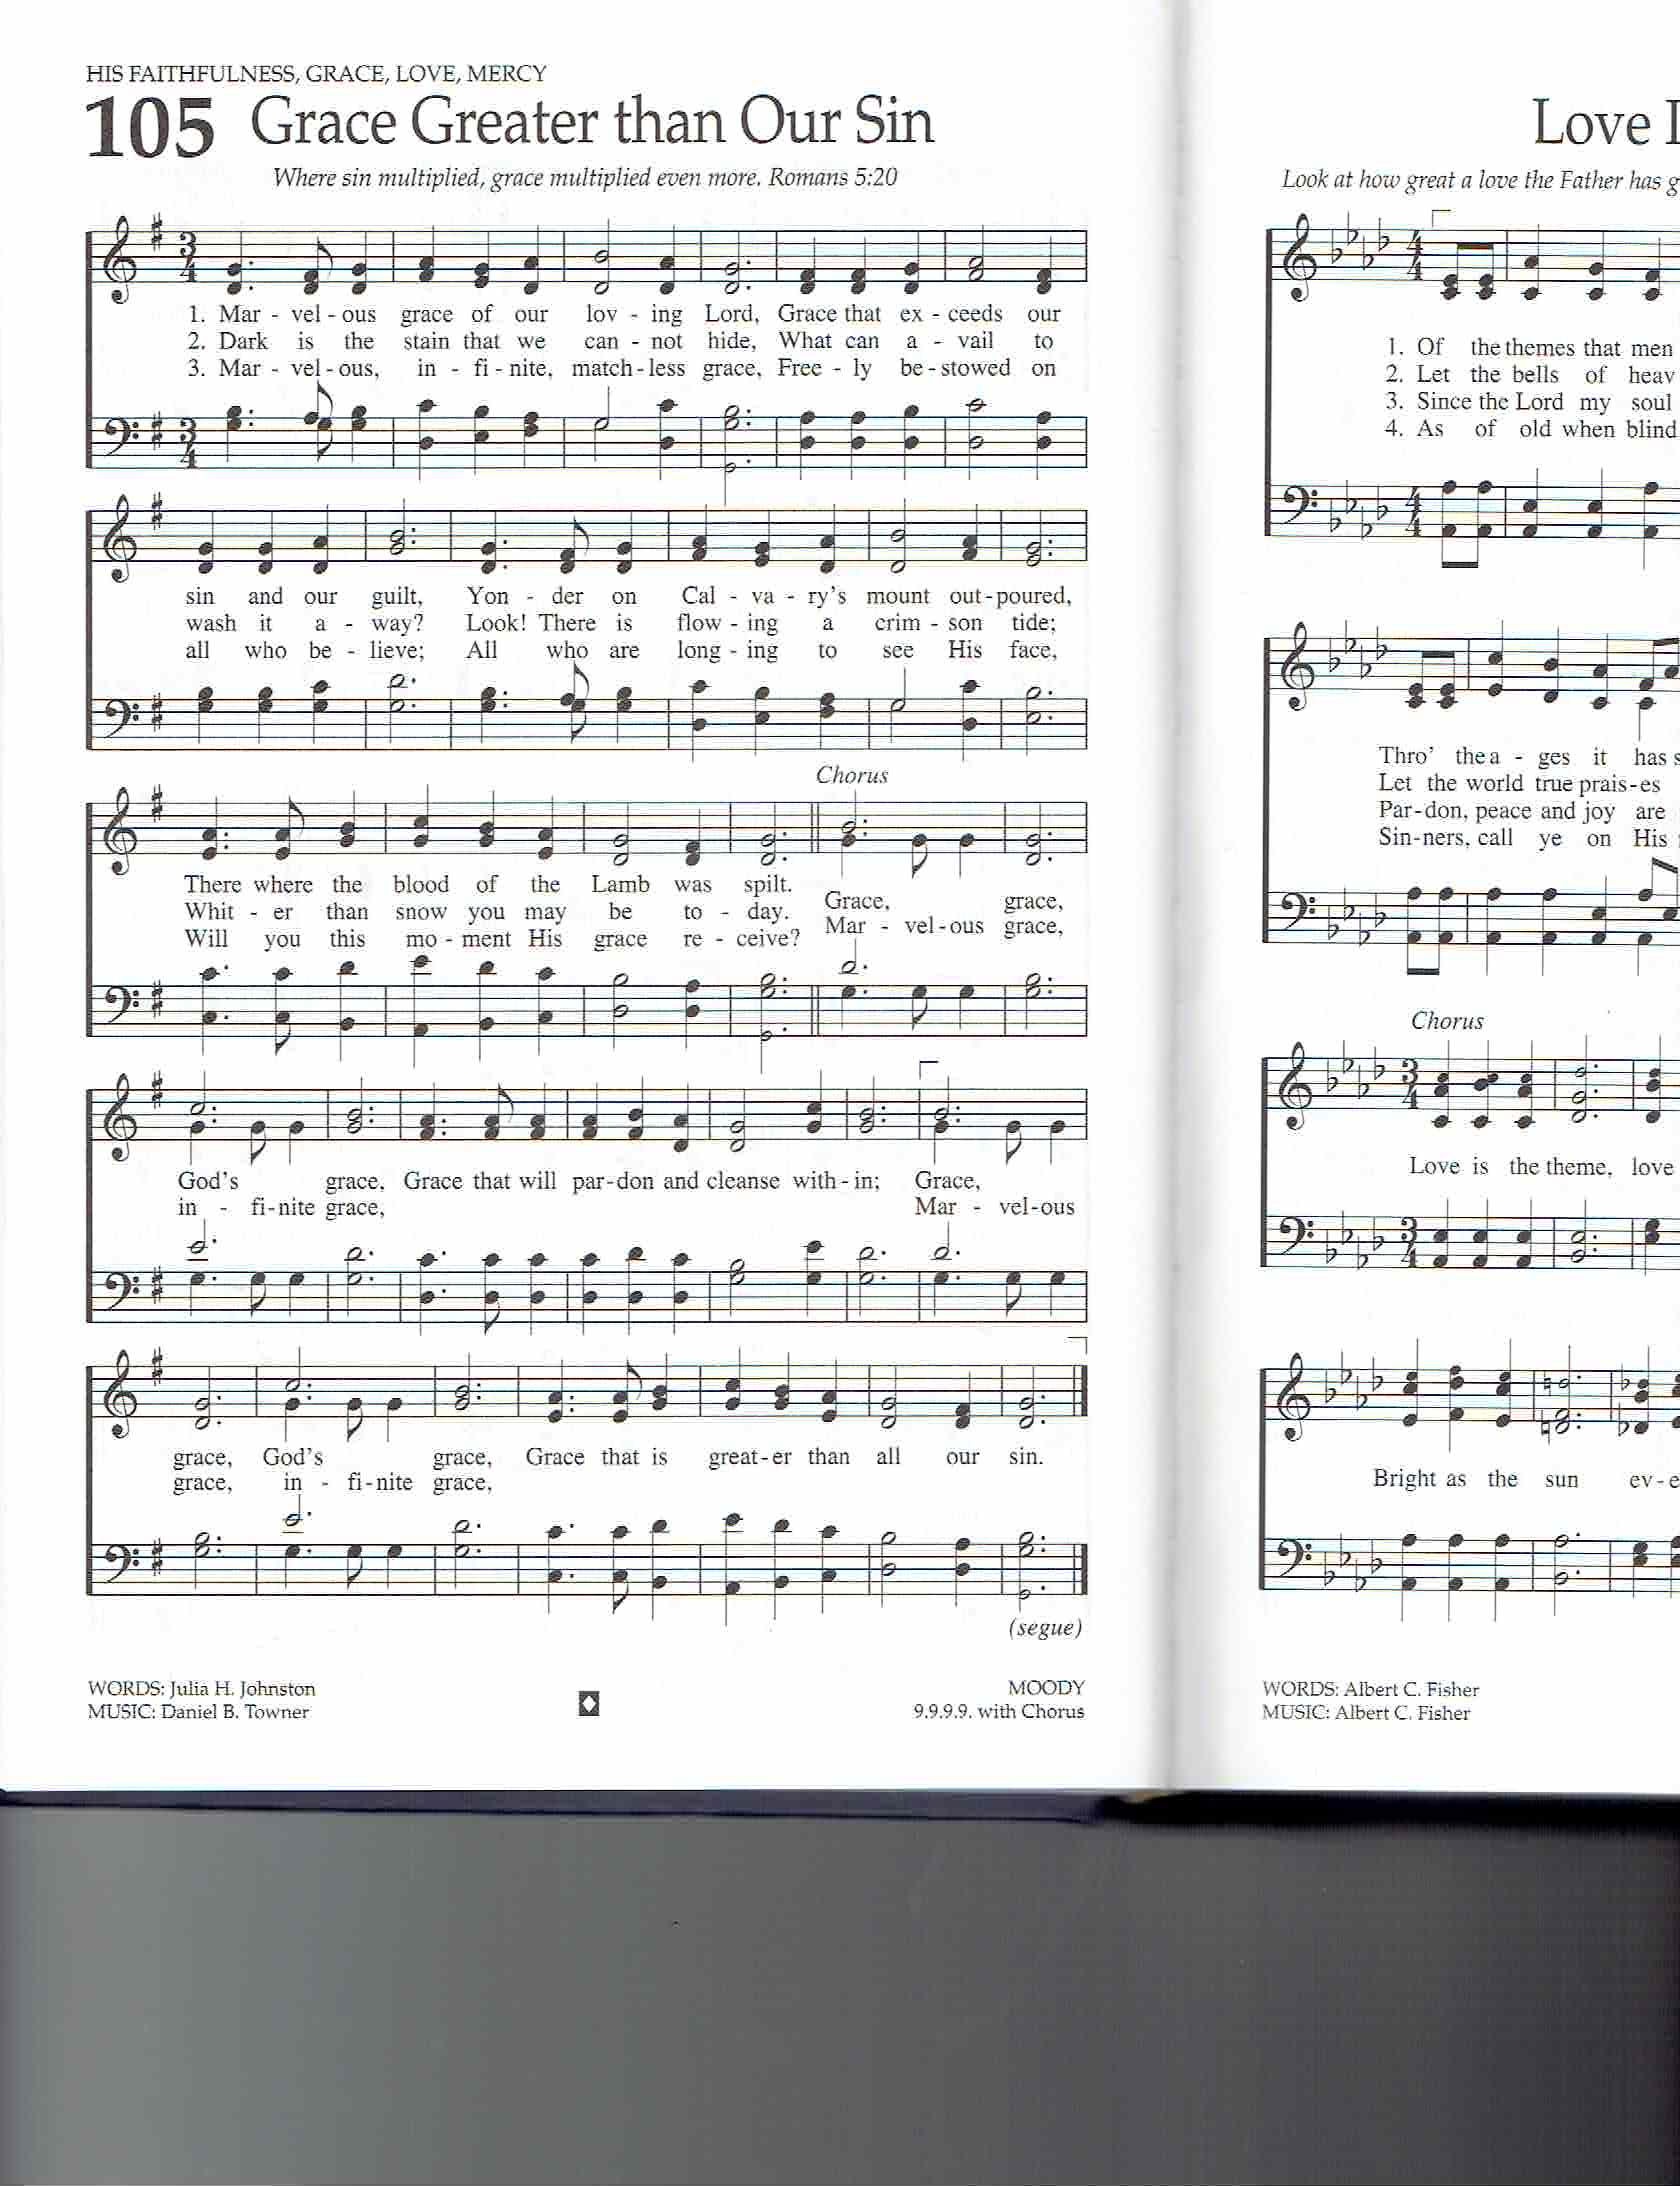 HIS FAITHFULNESS, GRACE, LOVE, MERCY
105 Grace Greater than Our Sin
Where sin multiplied, grace multiplied even more. Romans 5:20
1. Mar - vel - ous grace of our lov - ing Lord, Grace that ex - ceeds our
2. Dark is the stain that we can - not hide, What can a - vail to
3. Mar - vel - ous, in - fi - nite, match - less grace, Free - ly be - stowed on
sin and our guilt, Yon - der on Cal - va - ry's mount out - poured,
wash it a - way? Look! There is flow - ing a crim - son tide;
all who be - lieve; All who are long - ing to see His face,
Chorus
There where the blood of the Lamb was spilt.
Whit - er than snow you may be to - day.
Will you this mo - ment His grace re - ceive?
Grace, grace,
Mar - vel - ous grace,
God's grace, Grace that will par - don and cleanse with - in; Grace,
in - fi - nite grace, Mar - vel - ous
grace, God's grace, Grace that is great - er than all our sin.
grace, in - fi - nite grace,
(segue)
WORDS: Julia H. Johnston
MUSIC: Daniel B. Towner
MOODY
9.9.9.9. with Chorus
Love
Look at how great a love the Father has
1. Of the themes that men
2. Let the bells of heav
3. Since the Lord my soul
4. As of old when blind
Thro' the a - ges it has
Let the world true prais - es
Par - don, peace and joy are
Sin - ners, call ye on His
Chorus
Love is the theme, love
Bright as the sun ev - e
WORDS: Albert C. Fisher
MUSIC: Albert C. Fisher